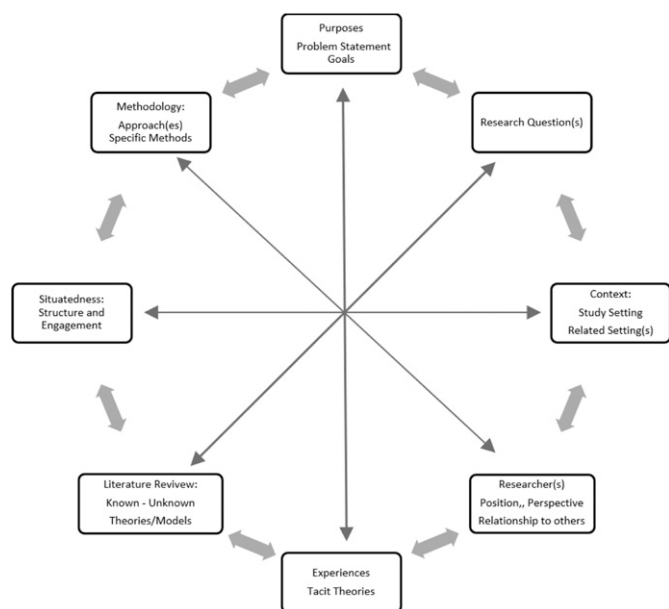 Purposes
Problem Statement
Goals
Methodology:
Approach(es)
Specific Methods
Research Question(s)
Situatedness:
Structure and
Engagement
Context:
Study Setting
Related Setting(s)
Literature Revivew:
Known - Unknown
Theories/Models
Researcher(s)
Position,, Perspective
Relationship to others
Experiences
Tacit Theories